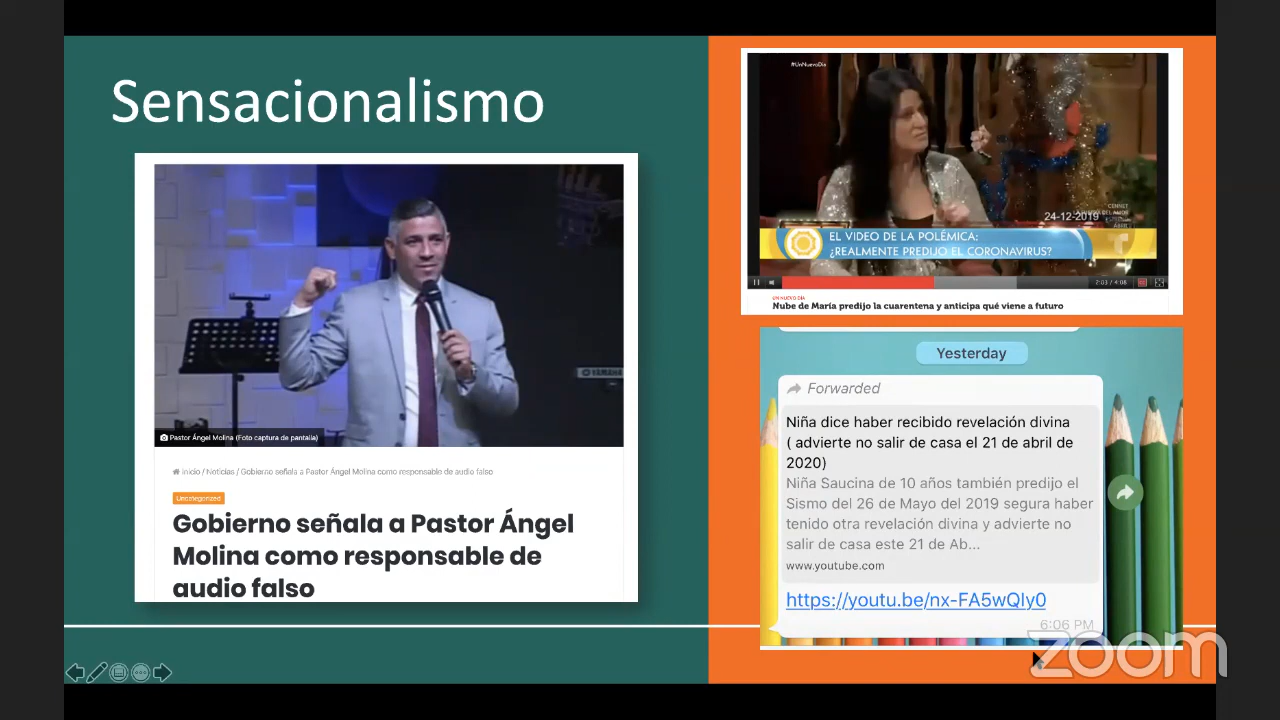 Sensacionalismo
Pastor Ángel Molina (Foto captura de pantalla)
Inicio / Noticias / Gobierno señala a Pastor Ángel Molina como responsable de audio falso
Uncategorized
Gobierno señala a Pastor Ángel
Molina como responsable de
audio falso
YAMAHA
#UnNuevoDia
24-12-2019
EL VIDEO DE LA POLÉMICA:
¿REALMENTE PREDIJO EL CORONAVIRUS?
2:03 / 4:08
UN NUEVO DIA
Nube de María predijo la cuarentena y anticipa qué viene a futuro
Yesterday
Forwarded
Niña dice haber recibido revelación divina
( advierte no salir de casa el 21 de abril de
2020)
Niña Saucina de 10 años también predijo el
Sismo del 26 de Mayo del 2019 segura haber
tenido otra revelación divina y advierte no
salir de casa este 21 de Ab...
www.youtube.com
https://youtu.be/nx-FA5wQly0
6:06 PM
zoom